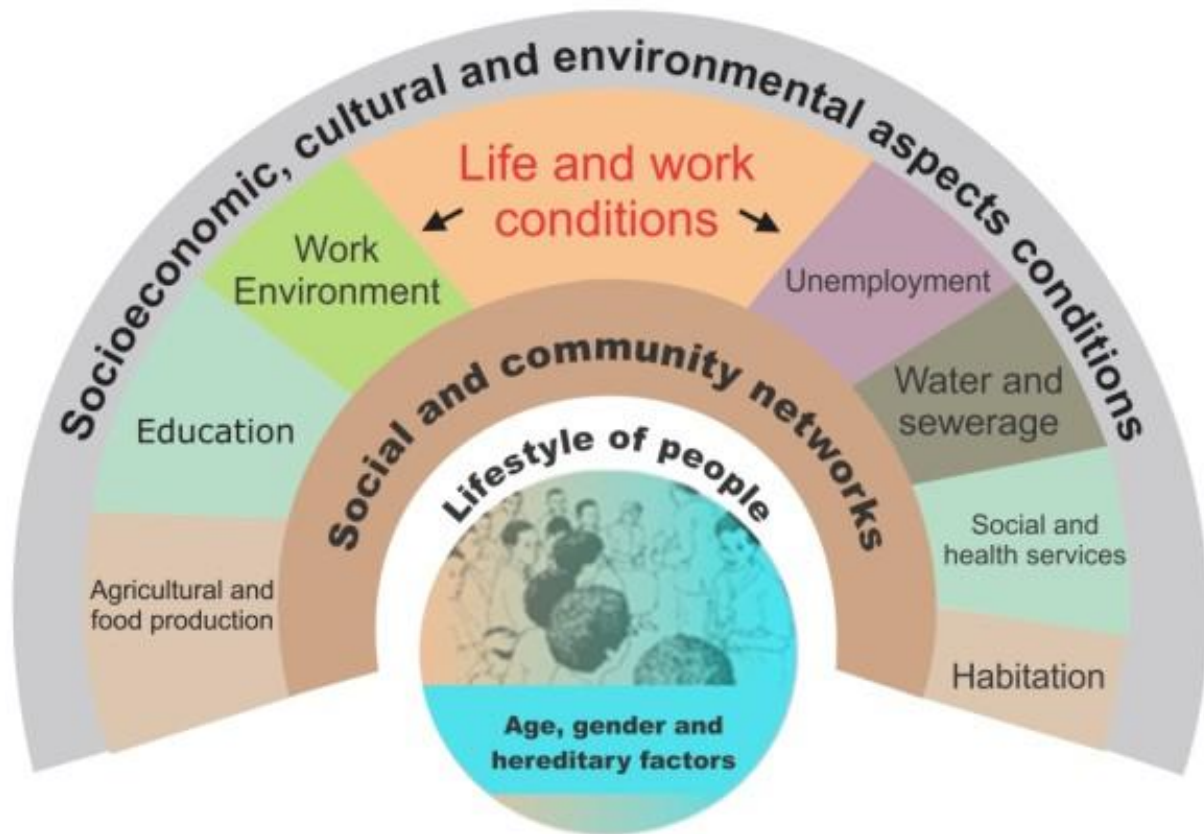 Socioeconomic, cultural and environmental aspects conditions
Life and work
conditions
Work
Environment
Unemployment
Education
Water and
sewerage
Agricultural and
food production
Social and
health services
Habitation
Social and community networks
Lifestyle of people
Age, gender and
hereditary factors